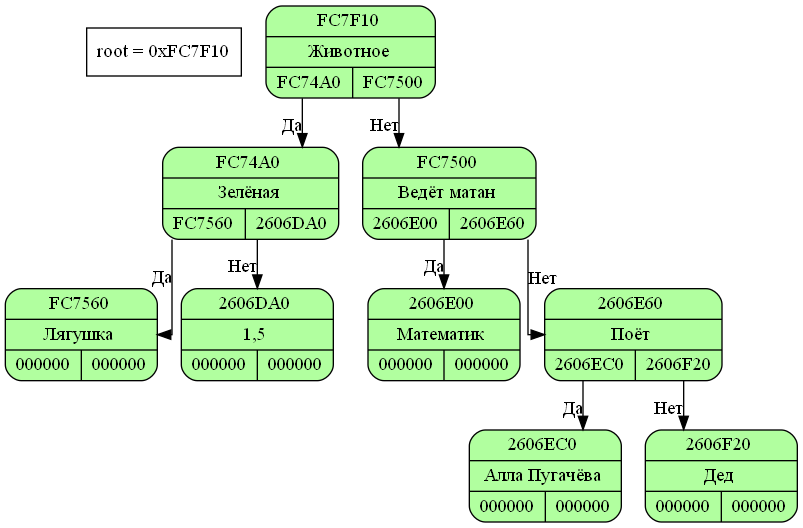 FC7F10
root = 0xFC7F10
Животное
FC74A0 FC7500
Да Нет
FC74A0 FC7500
Зелёная Ведёт матан
FC7560 2606DA0 2606E00 2606E60
Да Нет Да Нет
FC7560 2606DA0 2606E00 2606E60
Лягушка 1,5 Математик Поёт
000000 000000 000000 000000 000000 000000 2606EC0 2606F20
Да Нет
2606EC0 2606F20
Алла Пугачёва Дед
000000 000000 000000 000000